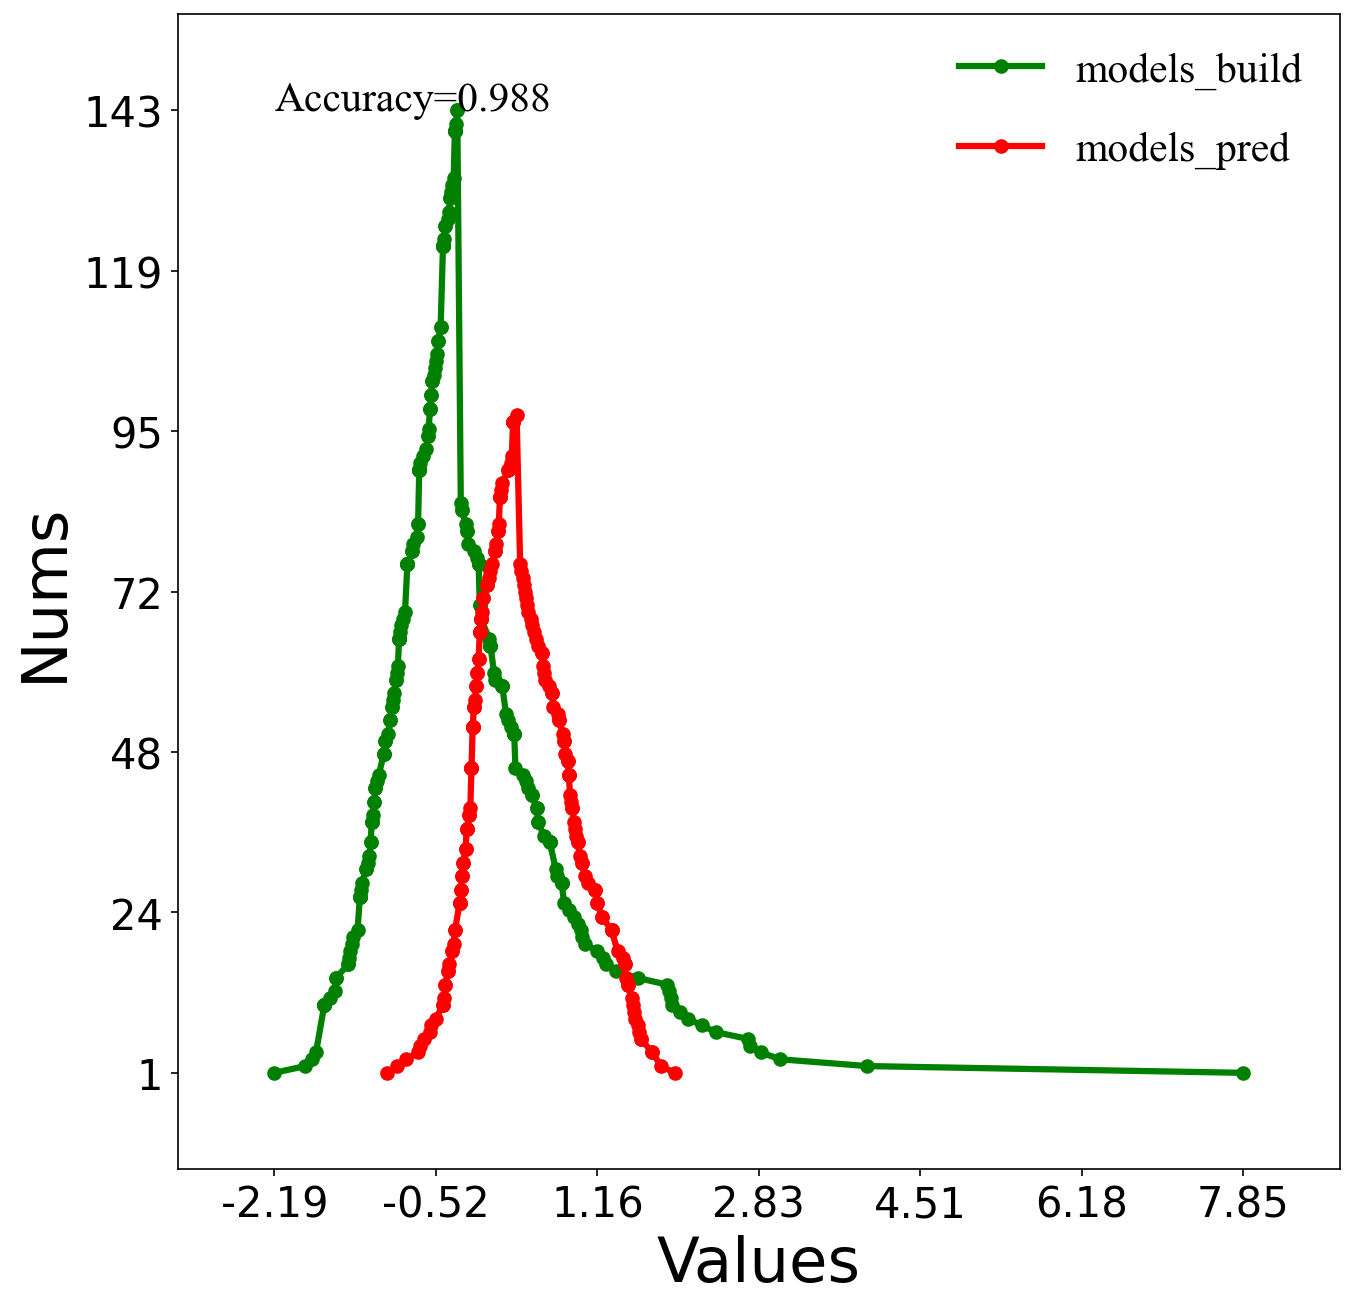 models_build
Accuracy=0.988
models_pred
143
119
95
72
48
24
1
Nums
-2.19 -0.52 1.16 2.83 4.51 6.18 7.85
Values